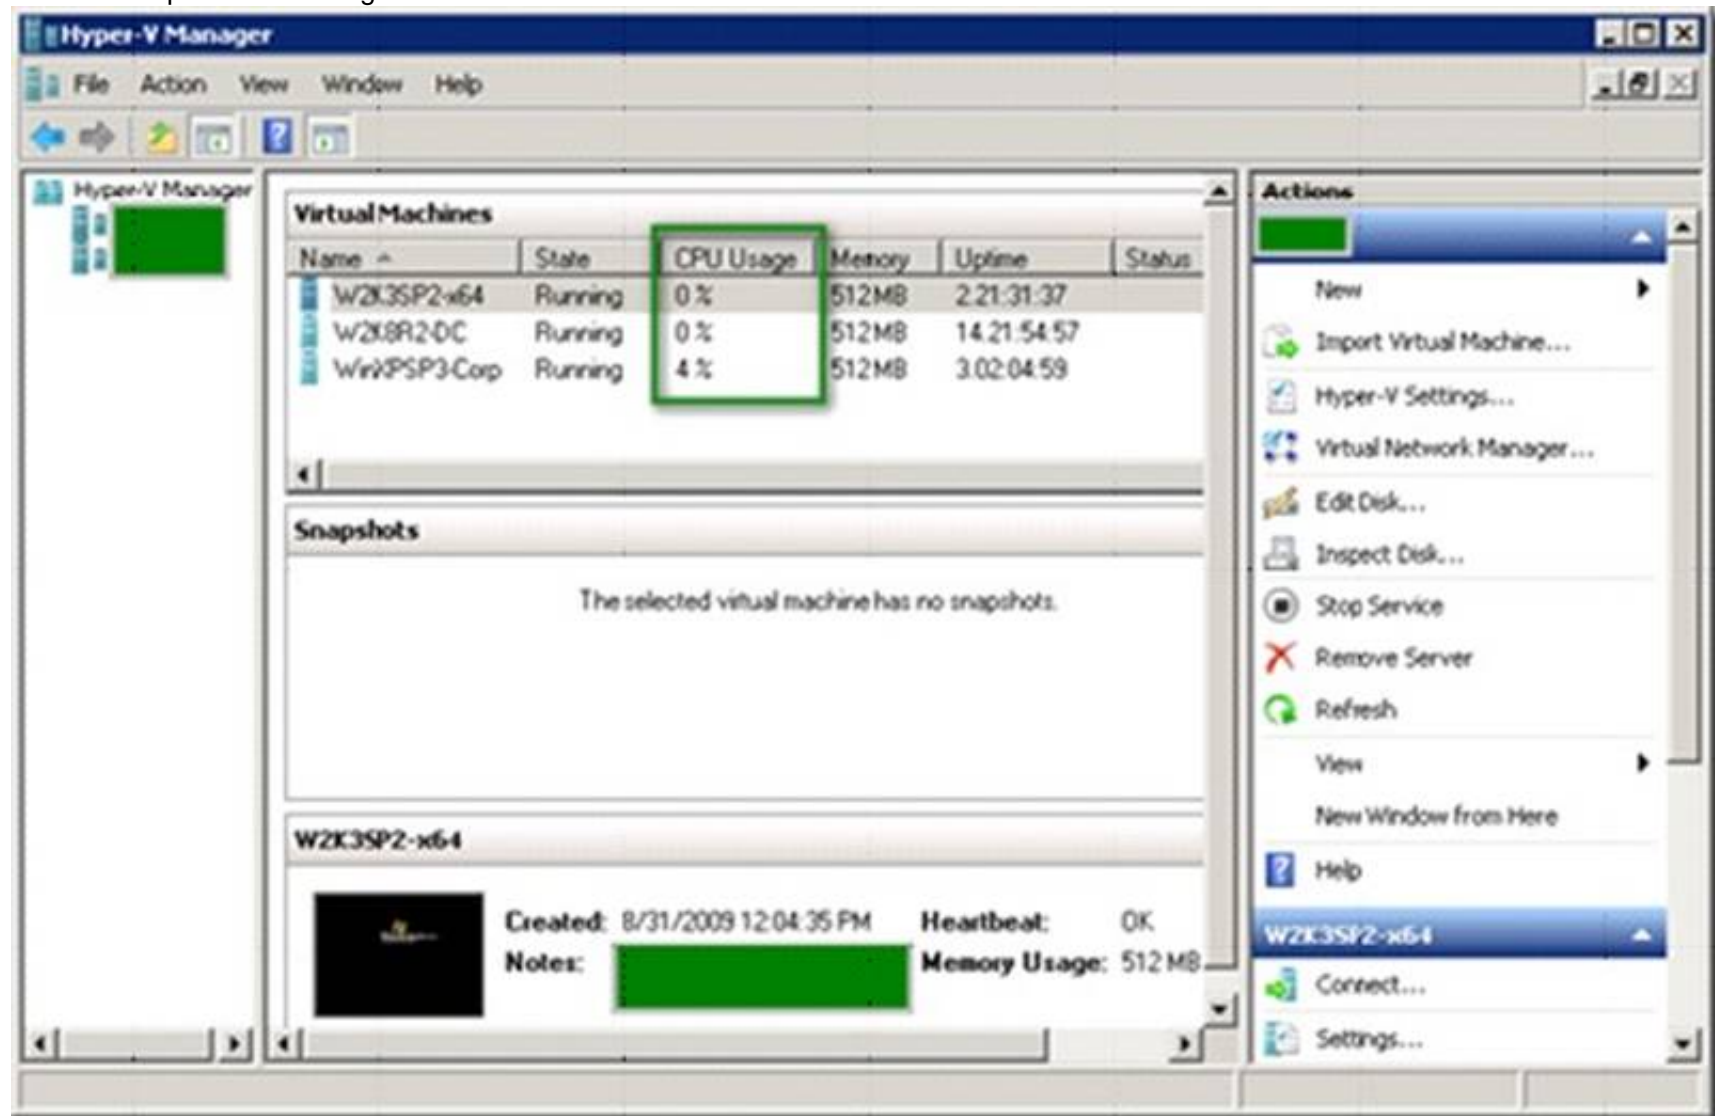 Hyper-V Manager
File Action View Window Help
Hyper-V Manager
Virtual Machines
Name State CPU Usage Memory Uptime Status
W2K3SP2-x64 Running 0 % 512 MB 2.21:31:37
W2K8R2-DC Running 0 % 512 MB 14.21:54:57
WinXPSP3-Corp Running 4 % 512 MB 3.02:04:59
Snapshots
The selected virtual machine has no snapshots.
W2K3SP2-x64
Created: 8/31/2009 12:04:35 PM Heartbeat: OK
Notes: Memory Usage: 512 MB
Actions
New
Import Virtual Machine...
Hyper-V Settings...
Virtual Network Manager...
Edit Disk...
Inspect Disk...
Stop Service
Remove Server
Refresh
View
New Window from Here
Help
W2K3SP2-x64
Connect...
Settings...